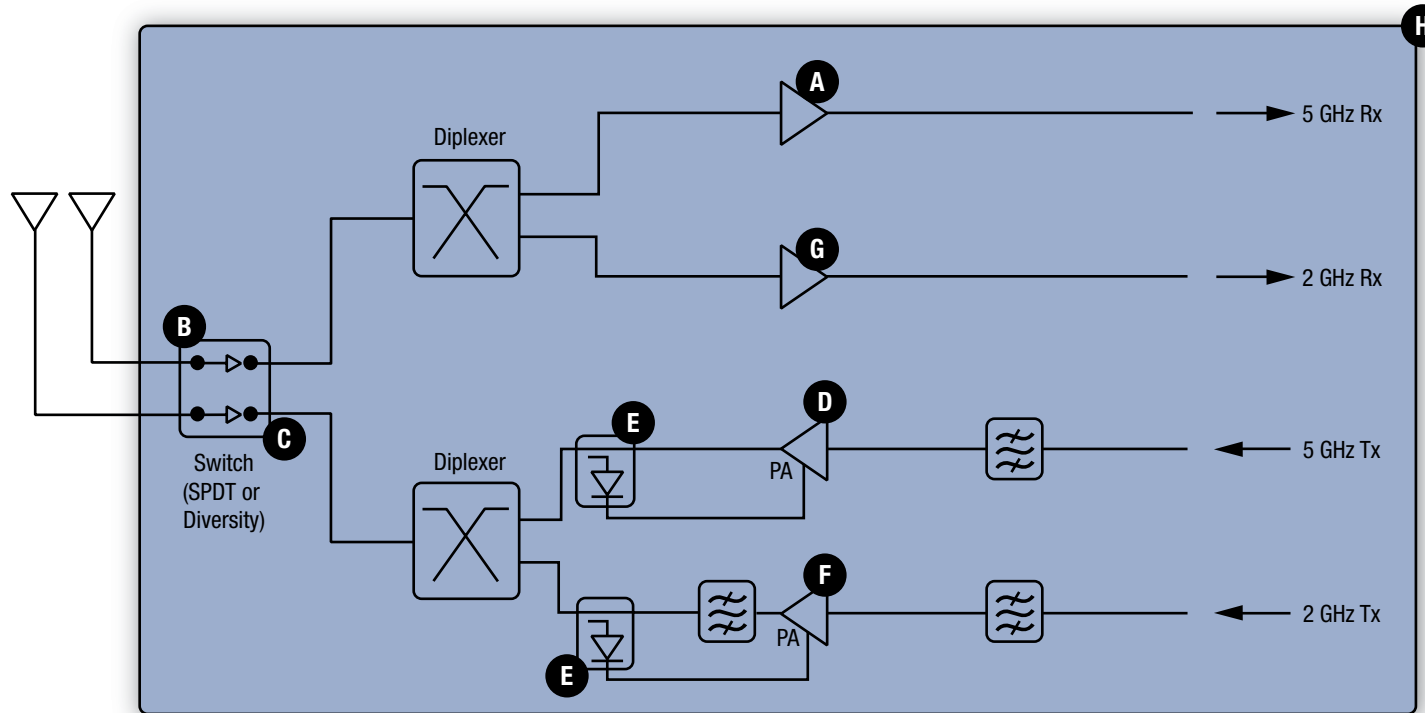 H
A
5 GHz Rx
Diplexer
G
2 GHz Rx
B
C
Switch
(SPDT or
Diversity)
D
E
PA
5 GHz Tx
Diplexer
F
PA
2 GHz Tx
E